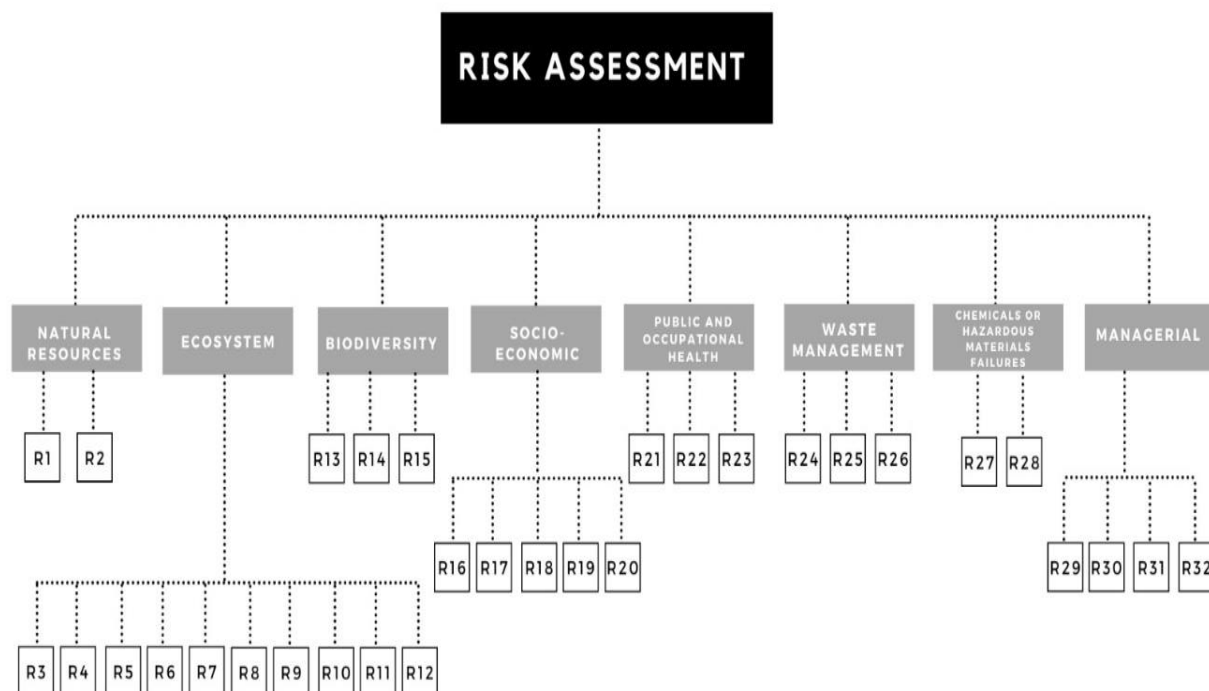 RISK ASSESSMENT
NATURAL
RESOURCES
ECOSYSTEM
BIODIVERSITY
SOCIO-
ECONOMIC
PUBLIC AND
OCCUPATIONAL
HEALTH
WASTE
MANAGEMENT
CHEMICALS OR
HAZARDOUS
MATERIALS
FAILURES
MANAGERIAL
R1 R2
R13 R14 R15
R21 R22 R23
R24 R25 R26
R27 R28
R16 R17 R18 R19 R20
R29 R30 R31 R32
R3 R4 R5 R6 R7 R8 R9 R10 R11 R12